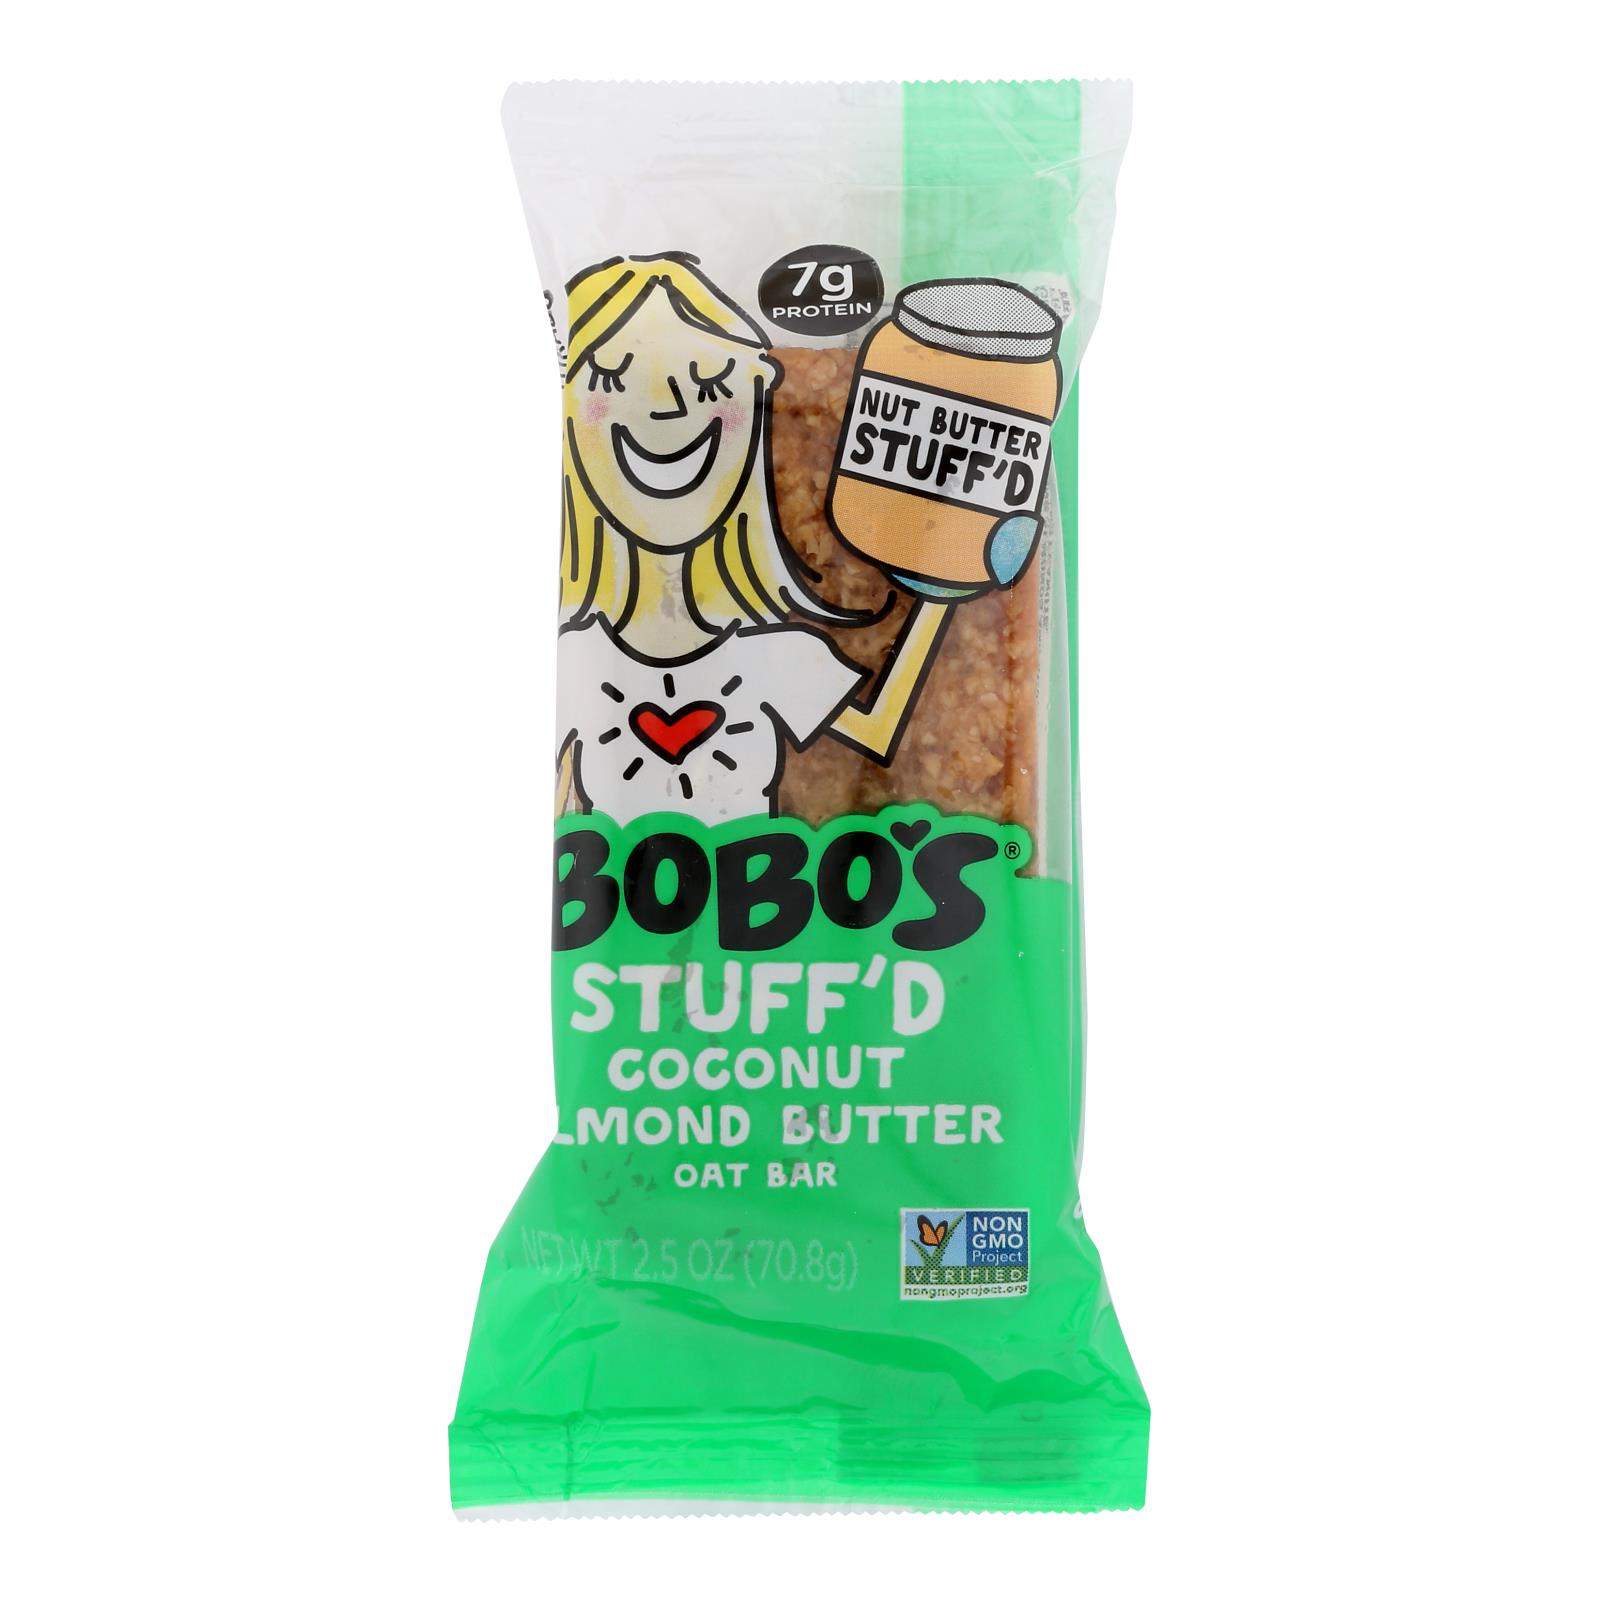 7g
PROTEIN
NUT BUTTER
STUFF'D
BOBO'S®
STUFF'D
COCONUT
LMOND BUTTER
OAT BAR
NET WT 2.5 OZ (70.8g)
NON
GMO
Project
VERIFIED
nongmoproject.org